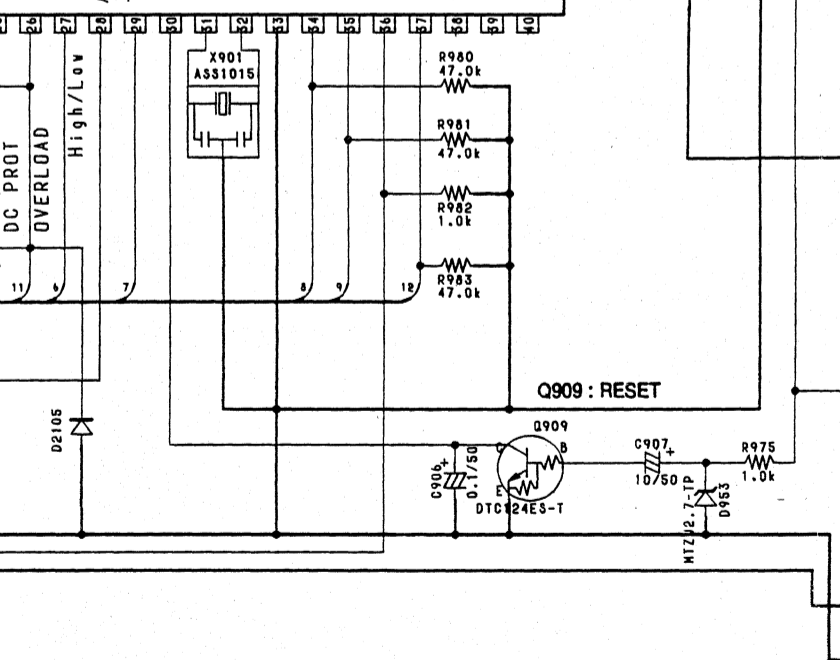 26 27 28 29 30 31 32 33 34 35 36 37 38 39 40
X901
ASS1015
R980
47.0k
R981
47.0k
R982
1.0k
R983
47.0k
DC PROT
OVERLOAD
High/Low
11 6 7 8 9 12
Q909 : RESET
D2105
Q909
C B
E
DTC124ES-T
C906 +
0.1/50
C907 +
10/50
R975
1.0k
D953
MTZJ2.7-TP